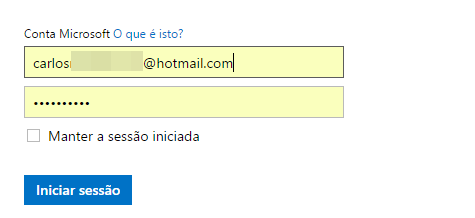 Conta Microsoft O que é isto?
carlos @hotmail.com
••••••••••
Manter a sessão iniciada
Iniciar sessão